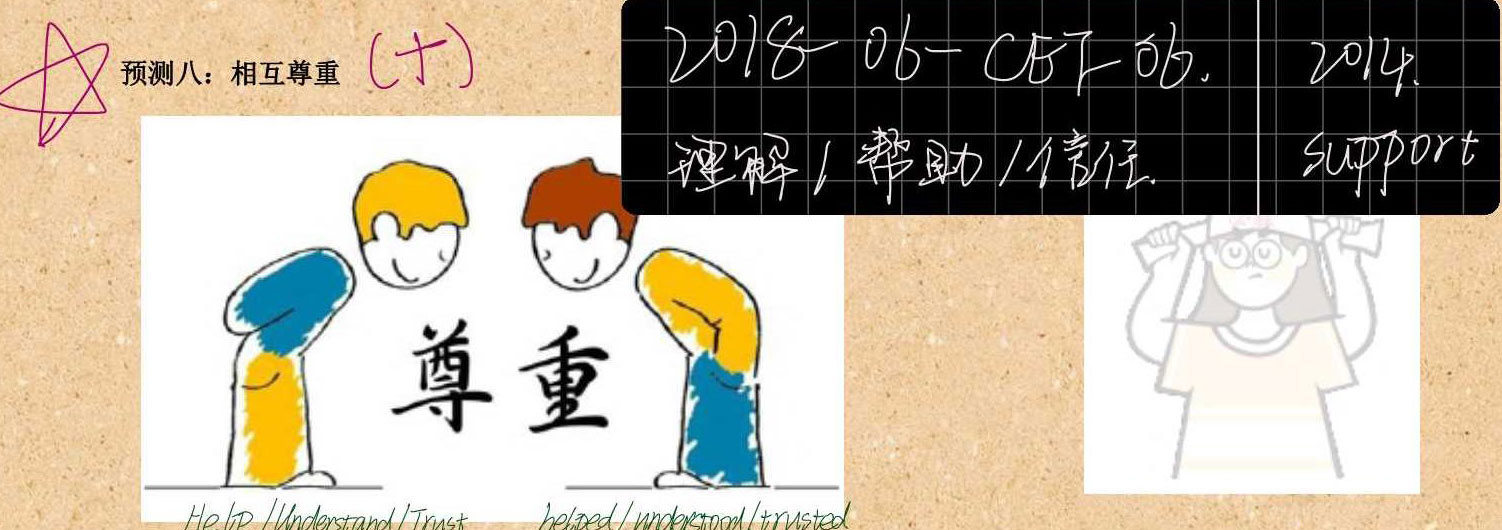 预测八：相互尊重 (十)
2018-06-CET-06.
2014.
理解/帮助/信任.
support
尊重
Help/Understand/Trust
helped/understood/trusted